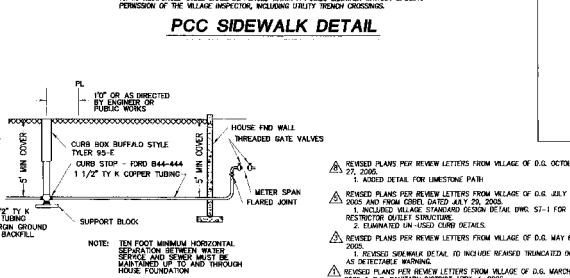 PERMISSION OF THE VILLAGE INSPECTOR, INCLUDING UTILITY TRENCH CROSSINGS.
PCC SIDEWALK DETAIL
PL
1'0" OR AS DIRECTED
BY ENGINEER OR
PUBLIC WORKS
5' MIN COVER
CURB BOX BUFFALO STYLE
TYLER 95-E
CURB STOP - FORD B44-444
1 1/2" TY K COPPER TUBING
5' MIN COVER
HOUSE FND WALL
THREADED GATE VALVES
METER SPAN
FLARED JOINT
/2" TY K
TUBING
RGIN GROUND
BACKFILL
SUPPORT BLOCK
NOTE: TEN FOOT MINIMUM HORIZONTAL
SEPARATION BETWEEN WATER
SERVICE AND SEWER MUST BE
MAINTAINED UP TO AND THROUGH
HOUSE FOUNDATION
REVISED PLANS PER REVIEW LETTERS FROM VILLAGE OF D.G. OCTOBE
27, 2005.
1. ADDED DETAIL FOR LIMESTONE PATH
REVISED PLANS PER REVIEW LETTERS FROM VILLAGE OF D.G. JULY
2005 AND FROM GBBEL DATED JULY 29, 2005.
1. INCLUDED VILLAGE STANDARD DESIGN DETAIL DWG. ST-1 FOR
RESTRICTOR OUTLET STRUCTURE.
2. ELIMINATED UN-USED CURB DETAILS.
REVISED PLANS PER REVIEW LETTERS FROM VILLAGE OF D.G. MAY
2005.
1. REVISED SIDEWALK DETAIL TO INCLUDE RAISED TRUNCATED DO
AS DETECTABLE WARNING.
REVISED PLANS PER REVIEW LETTERS FROM VILLAGE OF D.G. MARCH